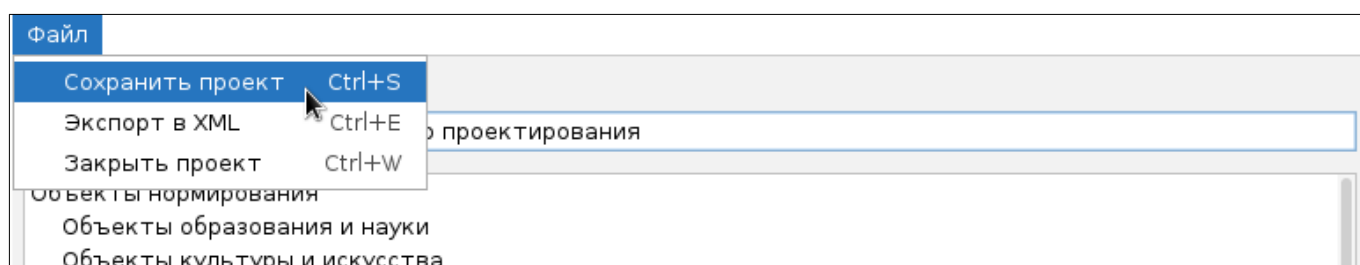 Файл
Сохранить проект Ctrl+S
Экспорт в XML Ctrl+E
проектирования
Закрыть проект Ctrl+W
Объекты нормирования
Объекты образования и науки
Объекты культуры и искусства